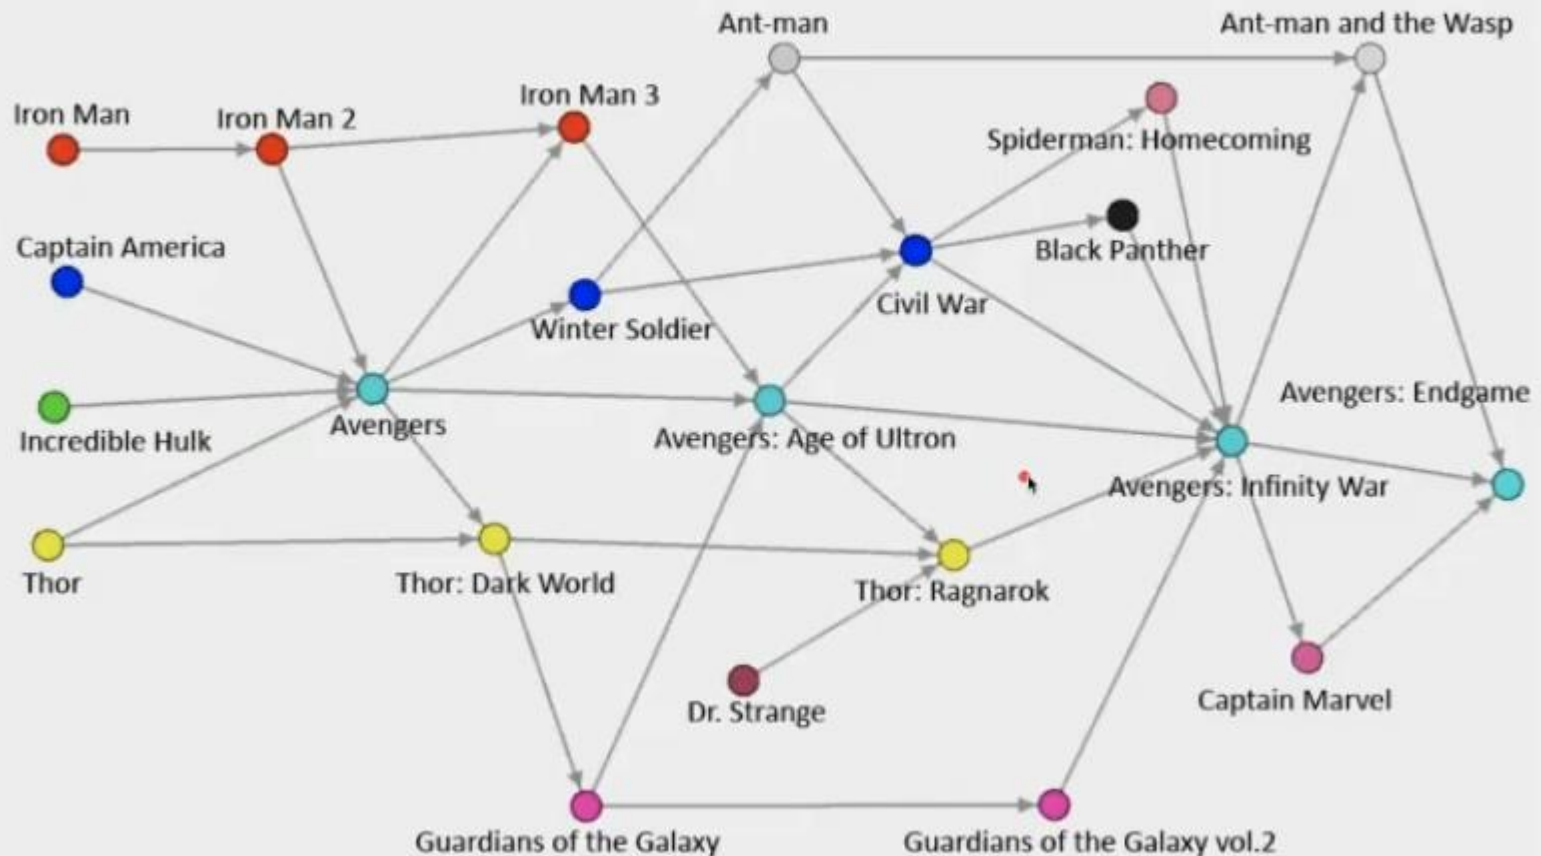 Ant-man
Ant-man and the Wasp
Iron Man
Iron Man 2
Iron Man 3
Spiderman: Homecoming
Captain America
Black Panther
Civil War
Winter Soldier
Avengers: Endgame
Incredible Hulk
Avengers
Avengers: Age of Ultron
Avengers: Infinity War
Thor
Thor: Dark World
Thor: Ragnarok
Dr. Strange
Captain Marvel
Guardians of the Galaxy
Guardians of the Galaxy vol.2